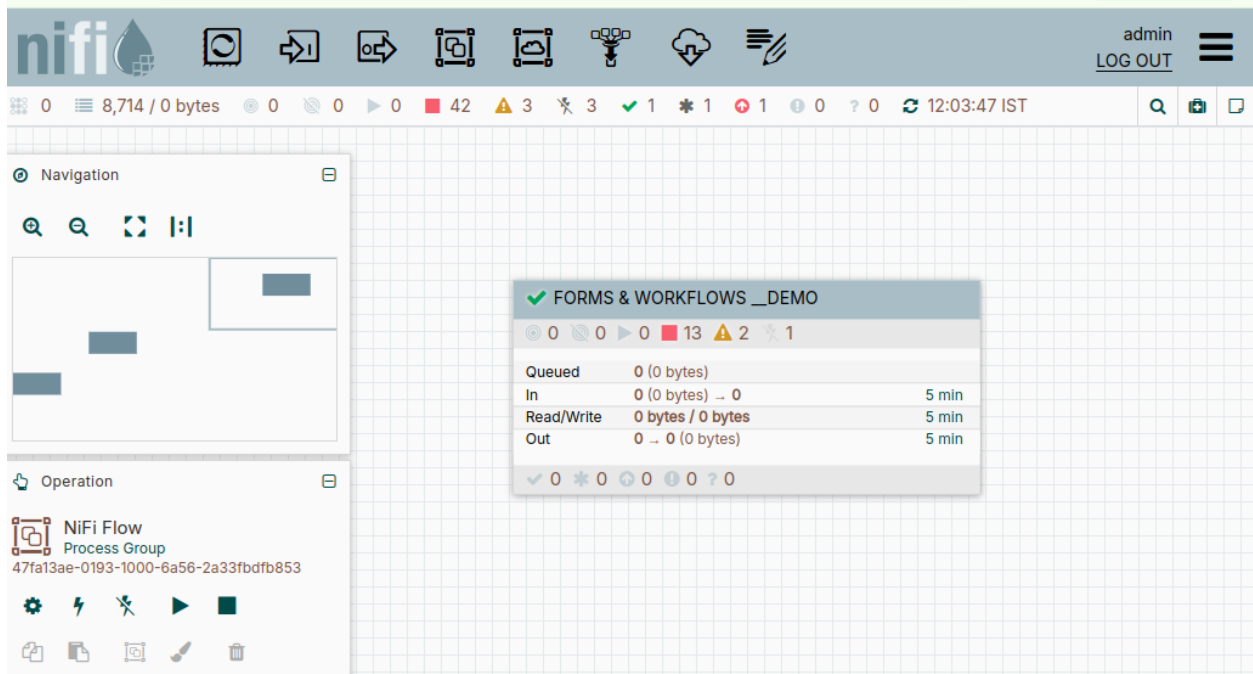 nifi
admin
LOG OUT
0 8,714 / 0 bytes 0 0 0 42 3 3 1 1 1 0 ? 0 12:03:47 IST
Navigation
FORMS & WORKFLOWS __DEMO
0 0 0 13 2 1
Queued 0 (0 bytes)
In 0 (0 bytes) → 0 5 min
Read/Write 0 bytes / 0 bytes 5 min
Out 0 → 0 (0 bytes) 5 min
0 0 0 0 ? 0
Operation
NiFi Flow
Process Group
47fa13ae-0193-1000-6a56-2a33fbdfb853